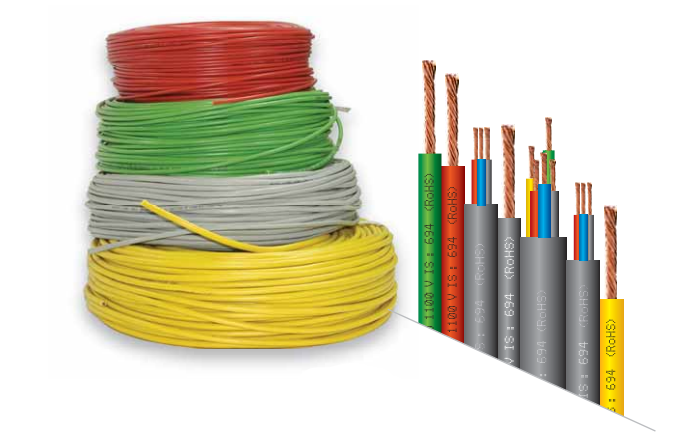 1100 V IS : 694 (RoHS)
1100 V IS : 694 (RoHS)
IS : 694 (RoHS)
V IS : 694 (RoHS)
: 694 (RoHS)
IS : 694 (RoHS)
S : 694 (RoHS)